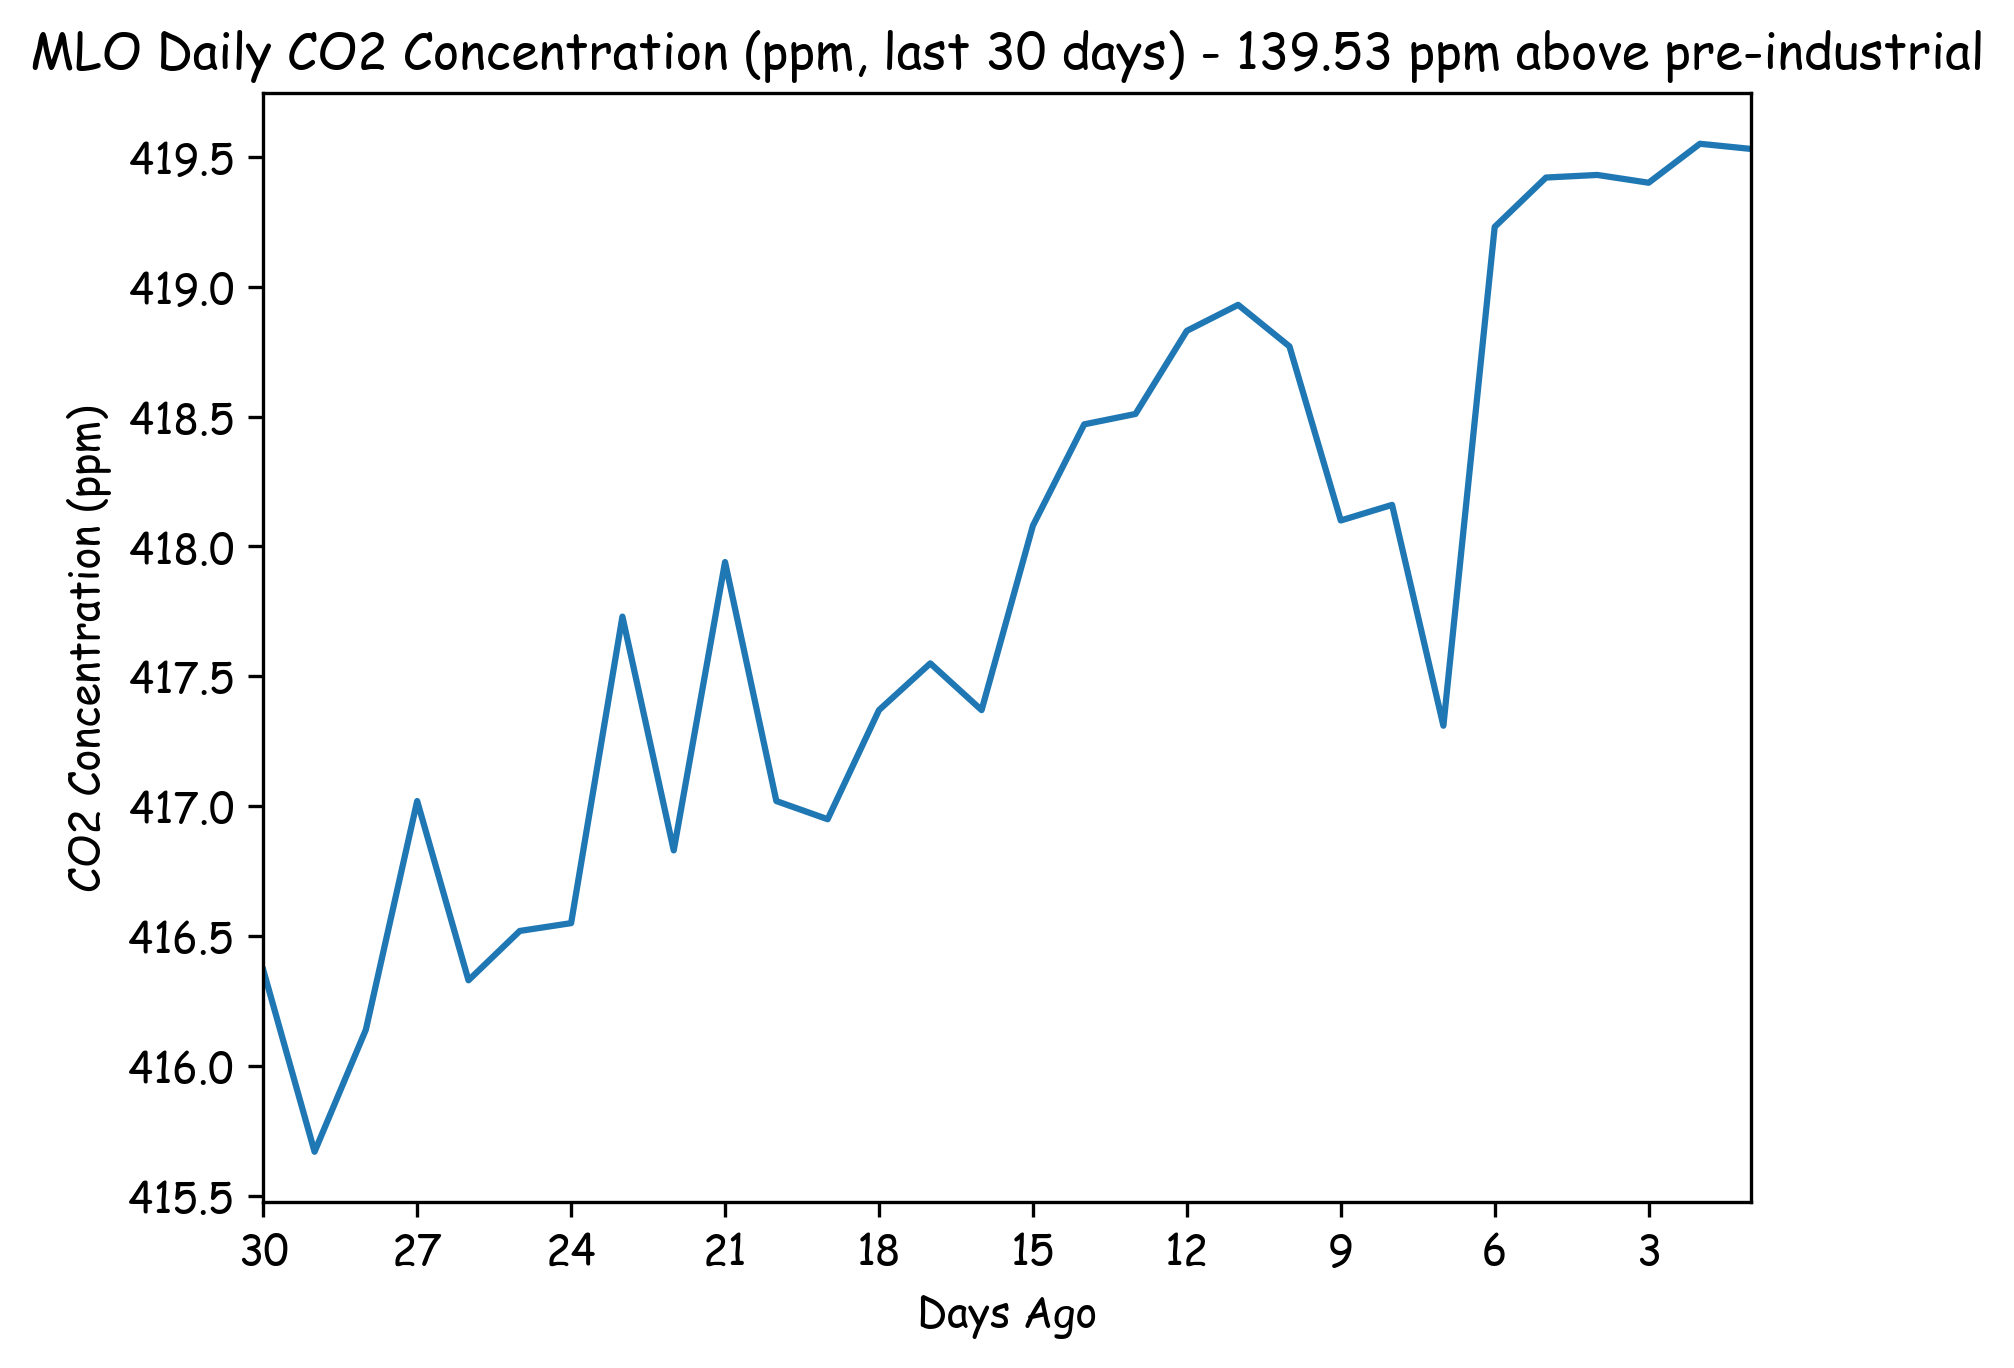 MLO Daily CO2 Concentration (ppm, last 30 days) - 139.53 ppm above pre-industrial
CO2 Concentration (ppm)
419.5
419.0
418.5
418.0
417.5
417.0
416.5
416.0
415.5
30 27 24 21 18 15 12 9 6 3
Days Ago